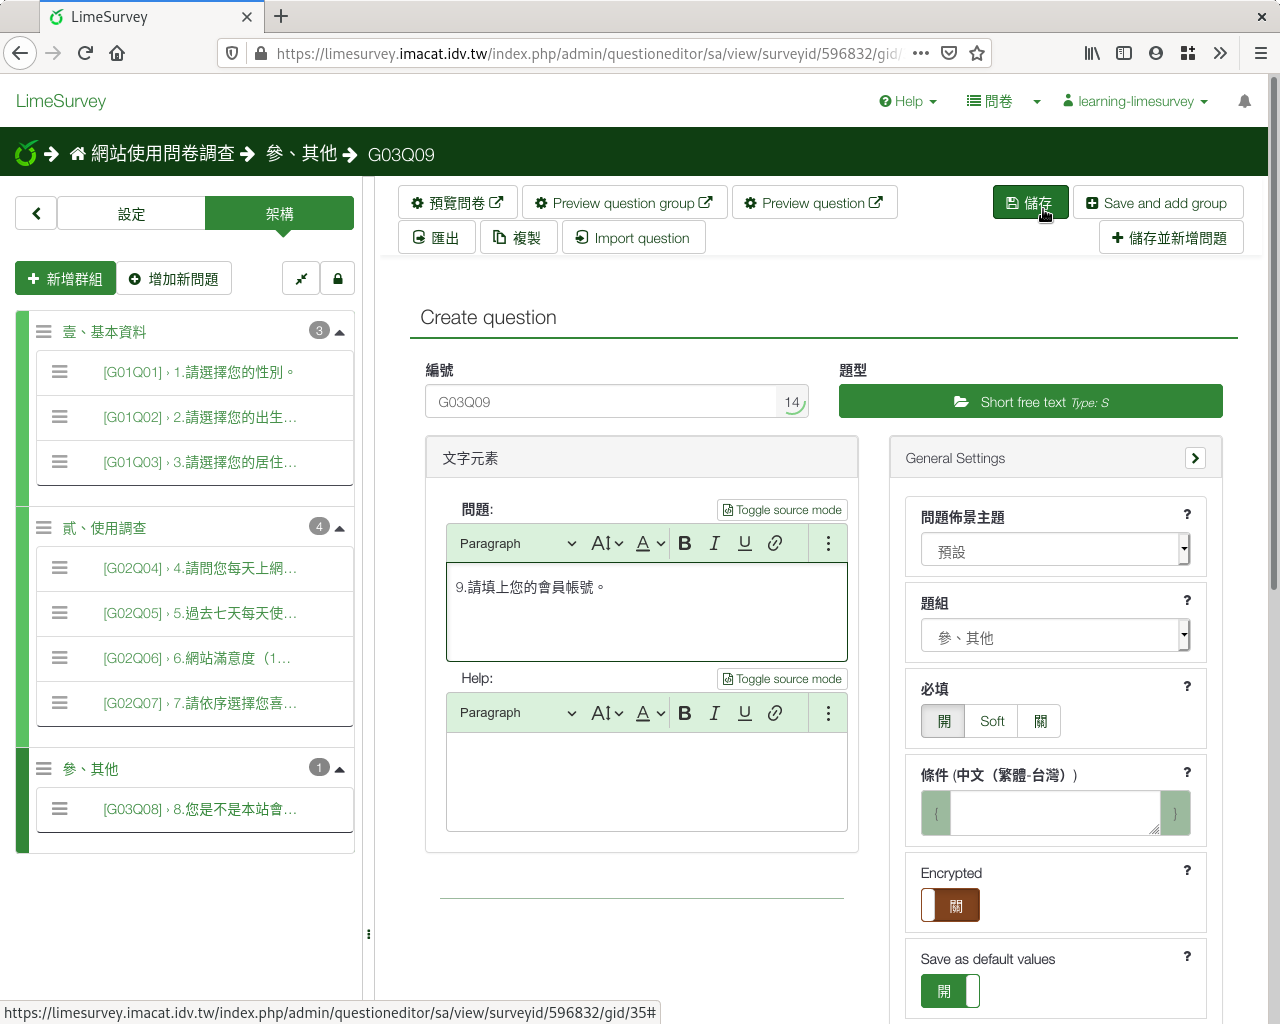 LimeSurvey
https://limesurvey.imacat.idv.tw/index.php/admin/questioneditor/sa/view/surveyid/596832/gid/
LimeSurvey
Help
問卷
learning-limesurvey
網站使用問卷調查
參、其他
G03Q09
設定
架構
預覽問卷
Preview question group
Preview question
儲存
Save and add group
匯出
複製
Import question
儲存並新增問題
新增群組
增加新問題
壹、基本資料
3
[G01Q01] › 1.請選擇您的性別。
[G01Q02] › 2.請選擇您的出生...
[G01Q03] › 3.請選擇您的居住...
貳、使用調查
4
[G02Q04] › 4.請問您每天上網...
[G02Q05] › 5.過去七天每天使...
[G02Q06] › 6.網站滿意度（1...
[G02Q07] › 7.請依序選擇您喜...
參、其他
1
[G03Q08] › 8.您是不是本站會...
Create question
編號
G03Q09
14
題型
Short free text Type: S
文字元素
問題:
Toggle source mode
Paragraph
A
A
B
I
U
9.請填上您的會員帳號。
Help:
Toggle source mode
Paragraph
A
A
B
I
U
General Settings
問題佈景主題
?
預設
題組
?
參、其他
必填
?
開
Soft
關
條件 (中文（繁體-台灣）)
?
{
}
Encrypted
?
關
Save as default values
?
開
https://limesurvey.imacat.idv.tw/index.php/admin/questioneditor/sa/view/surveyid/596832/gid/35#